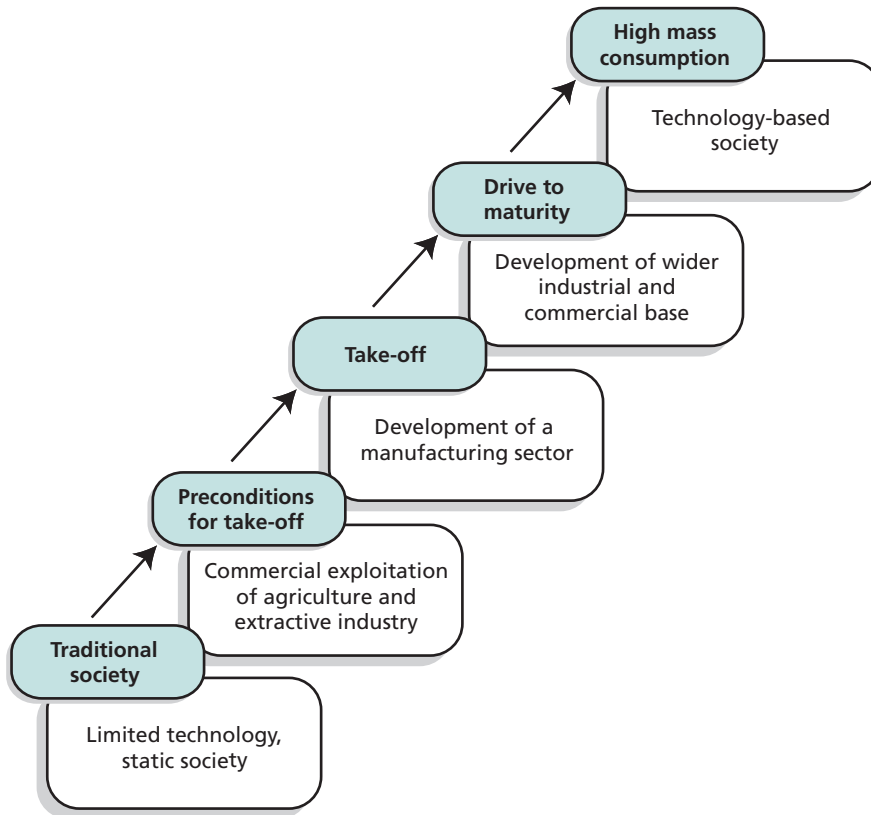 High mass
consumption
Technology-based
society
Drive to
maturity
Development of wider
industrial and
commercial base
Take-off
Development of a
manufacturing sector
Preconditions
for take-off
Commercial exploitation
of agriculture and
extractive industry
Traditional
society
Limited technology,
static society